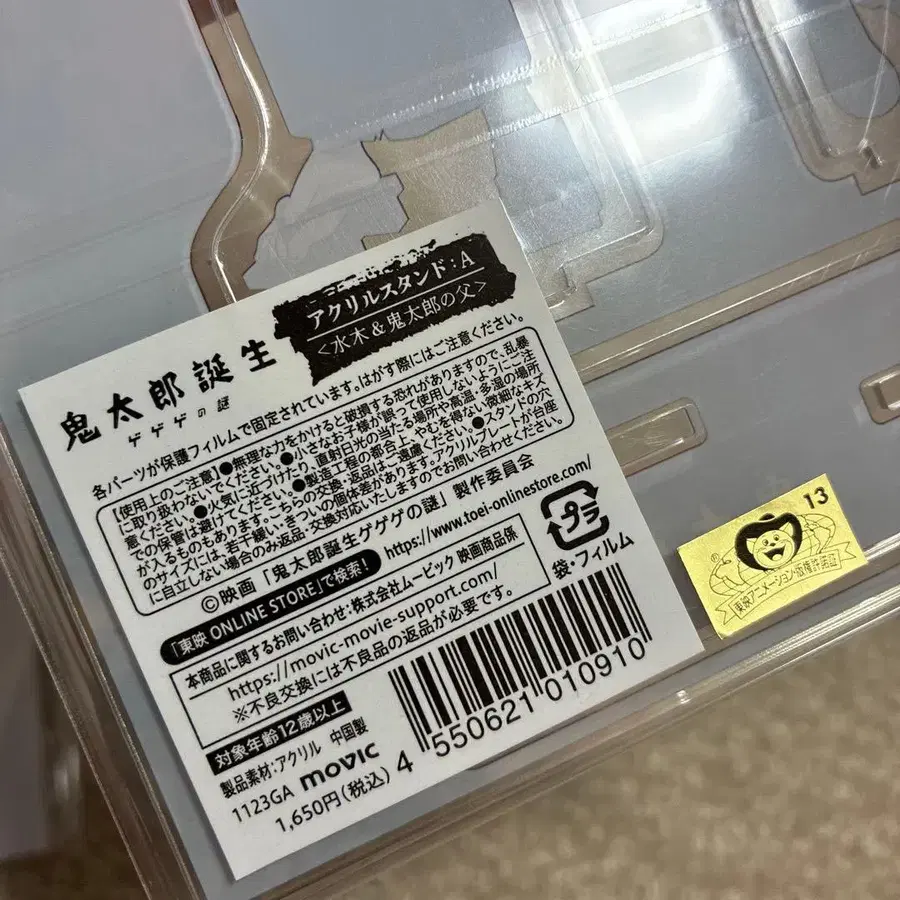 鬼太郎誕生
ゲゲゲの謎
アクリルスタンド：A
＜水木＆鬼太郎の父＞
各パーツが保護フィルムで固定されています。はがす際にはご注意ください。
【使用上のご注意】●無理な力をかけると破損する恐れがありますので、乱暴
に取り扱わないでください。●小さなお子様が誤って使用しないようにご注
意ください。●火気に近づけたり、直射日光の当たる場所や高温・多湿の場所
での保管は避けてください。●製造工程の都合上、やむを得ない微細なキズ
が入るものもあります。こちらの交換・返品はご遠慮ください。●スタンドの穴
のサイズには、若干緩い、きついの個体差があります。アクリルプレートが台座
に自立しない場合のみ返品・交換対応いたしますのでお問い合わせください。
©映画「鬼太郎誕生ゲゲゲの謎」製作委員会
「東映 ONLINE STORE」で検索！
https://www.toei-onlinestore.com/
本商品に関するお問い合わせ：株式会社ムービック 映画商品係
https://movic-movie-support.com/
※不良交換には不良品の返品が必要です。
プラ
袋・フィルム
対象年齢12歳以上
製品素材：アクリル 中国製
1123GA movic
1,650円（税込）
4 550621 010910
13
®
東映アニメーション・版権許諾証